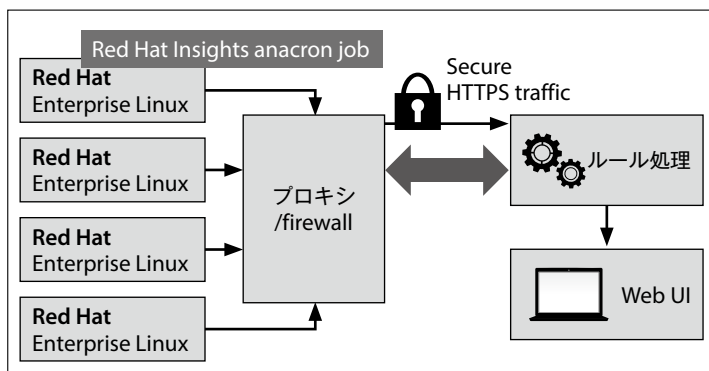 Red Hat Insights anacron job
Red Hat
Enterprise Linux
Red Hat
Enterprise Linux
Red Hat
Enterprise Linux
Red Hat
Enterprise Linux
プロキシ
/firewall
Secure
HTTPS traffic
ルール処理
Web UI